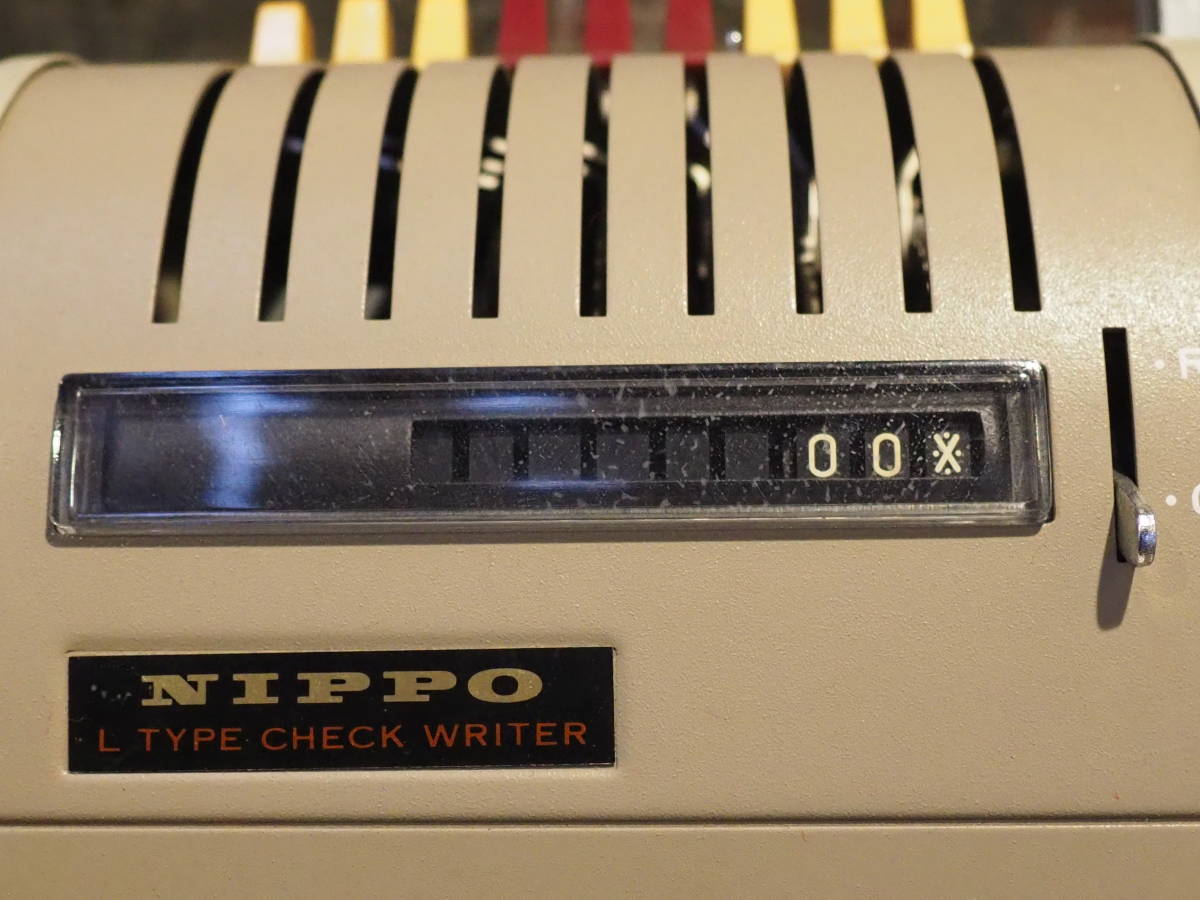 00※
NIPPO
L TYPE CHECK WRITER